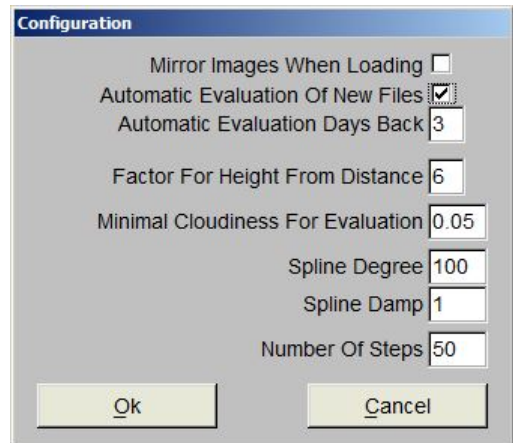 Configuration
Mirror Images When Loading
Automatic Evaluation Of New Files
Automatic Evaluation Days Back 3
Factor For Height From Distance 6
Minimal Cloudiness For Evaluation 0.05
Spline Degree 100
Spline Damp 1
Number Of Steps 50
Ok Cancel